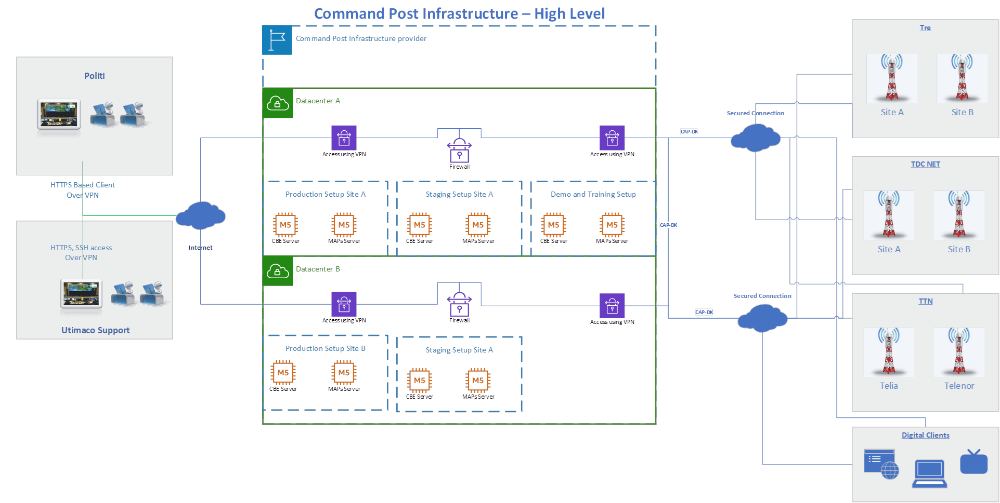 Command Post Infrastructure – High Level
Command Post Infrastructure provider
Politi
HTTPS Based Client
Over VPN
HTTPS, SSH access
Over VPN
Utimaco Support
Internet
Datacenter A
Access using VPN
Firewall
Access using VPN
Production Setup Site A
M5
CBE Server
M5
MAPs Server
Staging Setup Site A
M5
CBE Server
M5
MAPs Server
Demo and Training Setup
M5
CBE Server
M5
MAPs Server
Datacenter B
Access using VPN
Firewall
Access using VPN
Production Setup Site B
M5
CBE Server
M5
MAPs Server
Staging Setup Site A
M5
CBE Server
M5
MAPs Server
CAP-DK
CAP-DK
CAP-DK
Secured Connection
Secured Connection
Tre
Site A
Site B
TDC NET
Site A
Site B
TTN
Telia
Telenor
Digital Clients